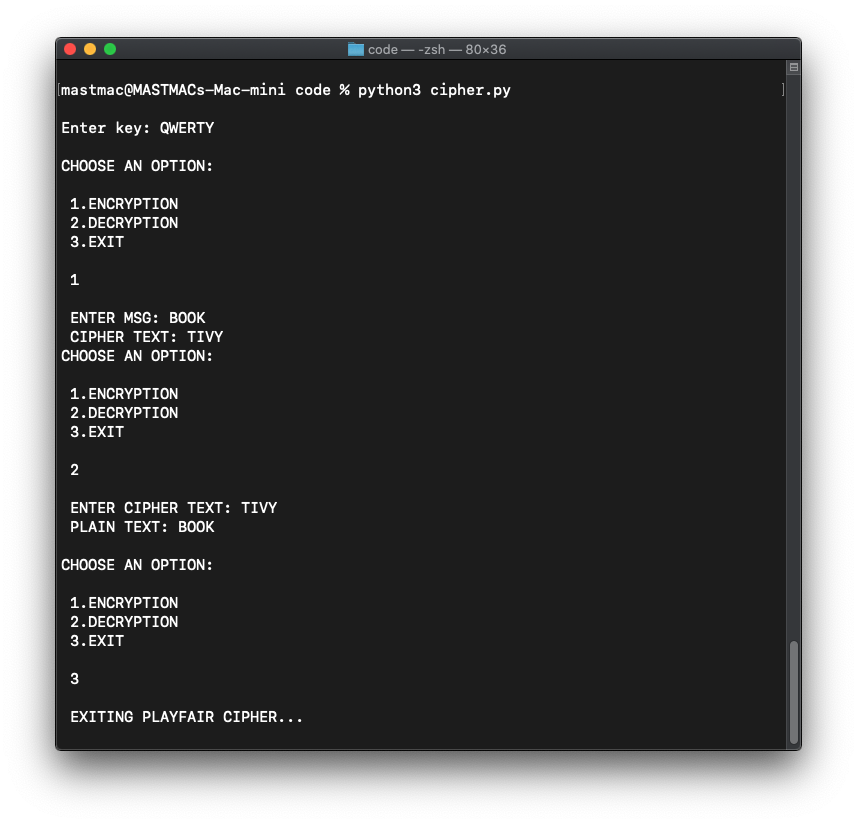 code — -zsh — 80×36
[mastmac@MASTMACs-Mac-mini code % python3 cipher.py ]
Enter key: QWERTY
CHOOSE AN OPTION:
1.ENCRYPTION
2.DECRYPTION
3.EXIT
1
ENTER MSG: BOOK
CIPHER TEXT: TIVY
CHOOSE AN OPTION:
1.ENCRYPTION
2.DECRYPTION
3.EXIT
2
ENTER CIPHER TEXT: TIVY
PLAIN TEXT: BOOK
CHOOSE AN OPTION:
1.ENCRYPTION
2.DECRYPTION
3.EXIT
3
EXITING PLAYFAIR CIPHER...